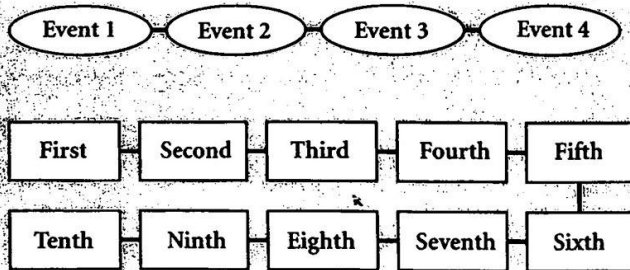 Event 1 Event 2 Event 3 Event 4
First Second Third Fourth Fifth
Tenth Ninth Eighth Seventh Sixth